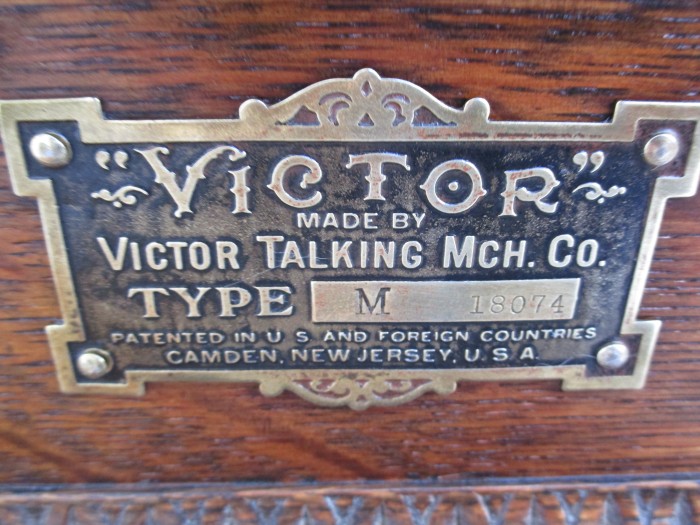 "VICTOR"
MADE BY
VICTOR TALKING MCH. CO.
TYPE M 18074
PATENTED IN U S AND FOREIGN COUNTRIES
CAMDEN, NEW JERSEY, U.S.A.